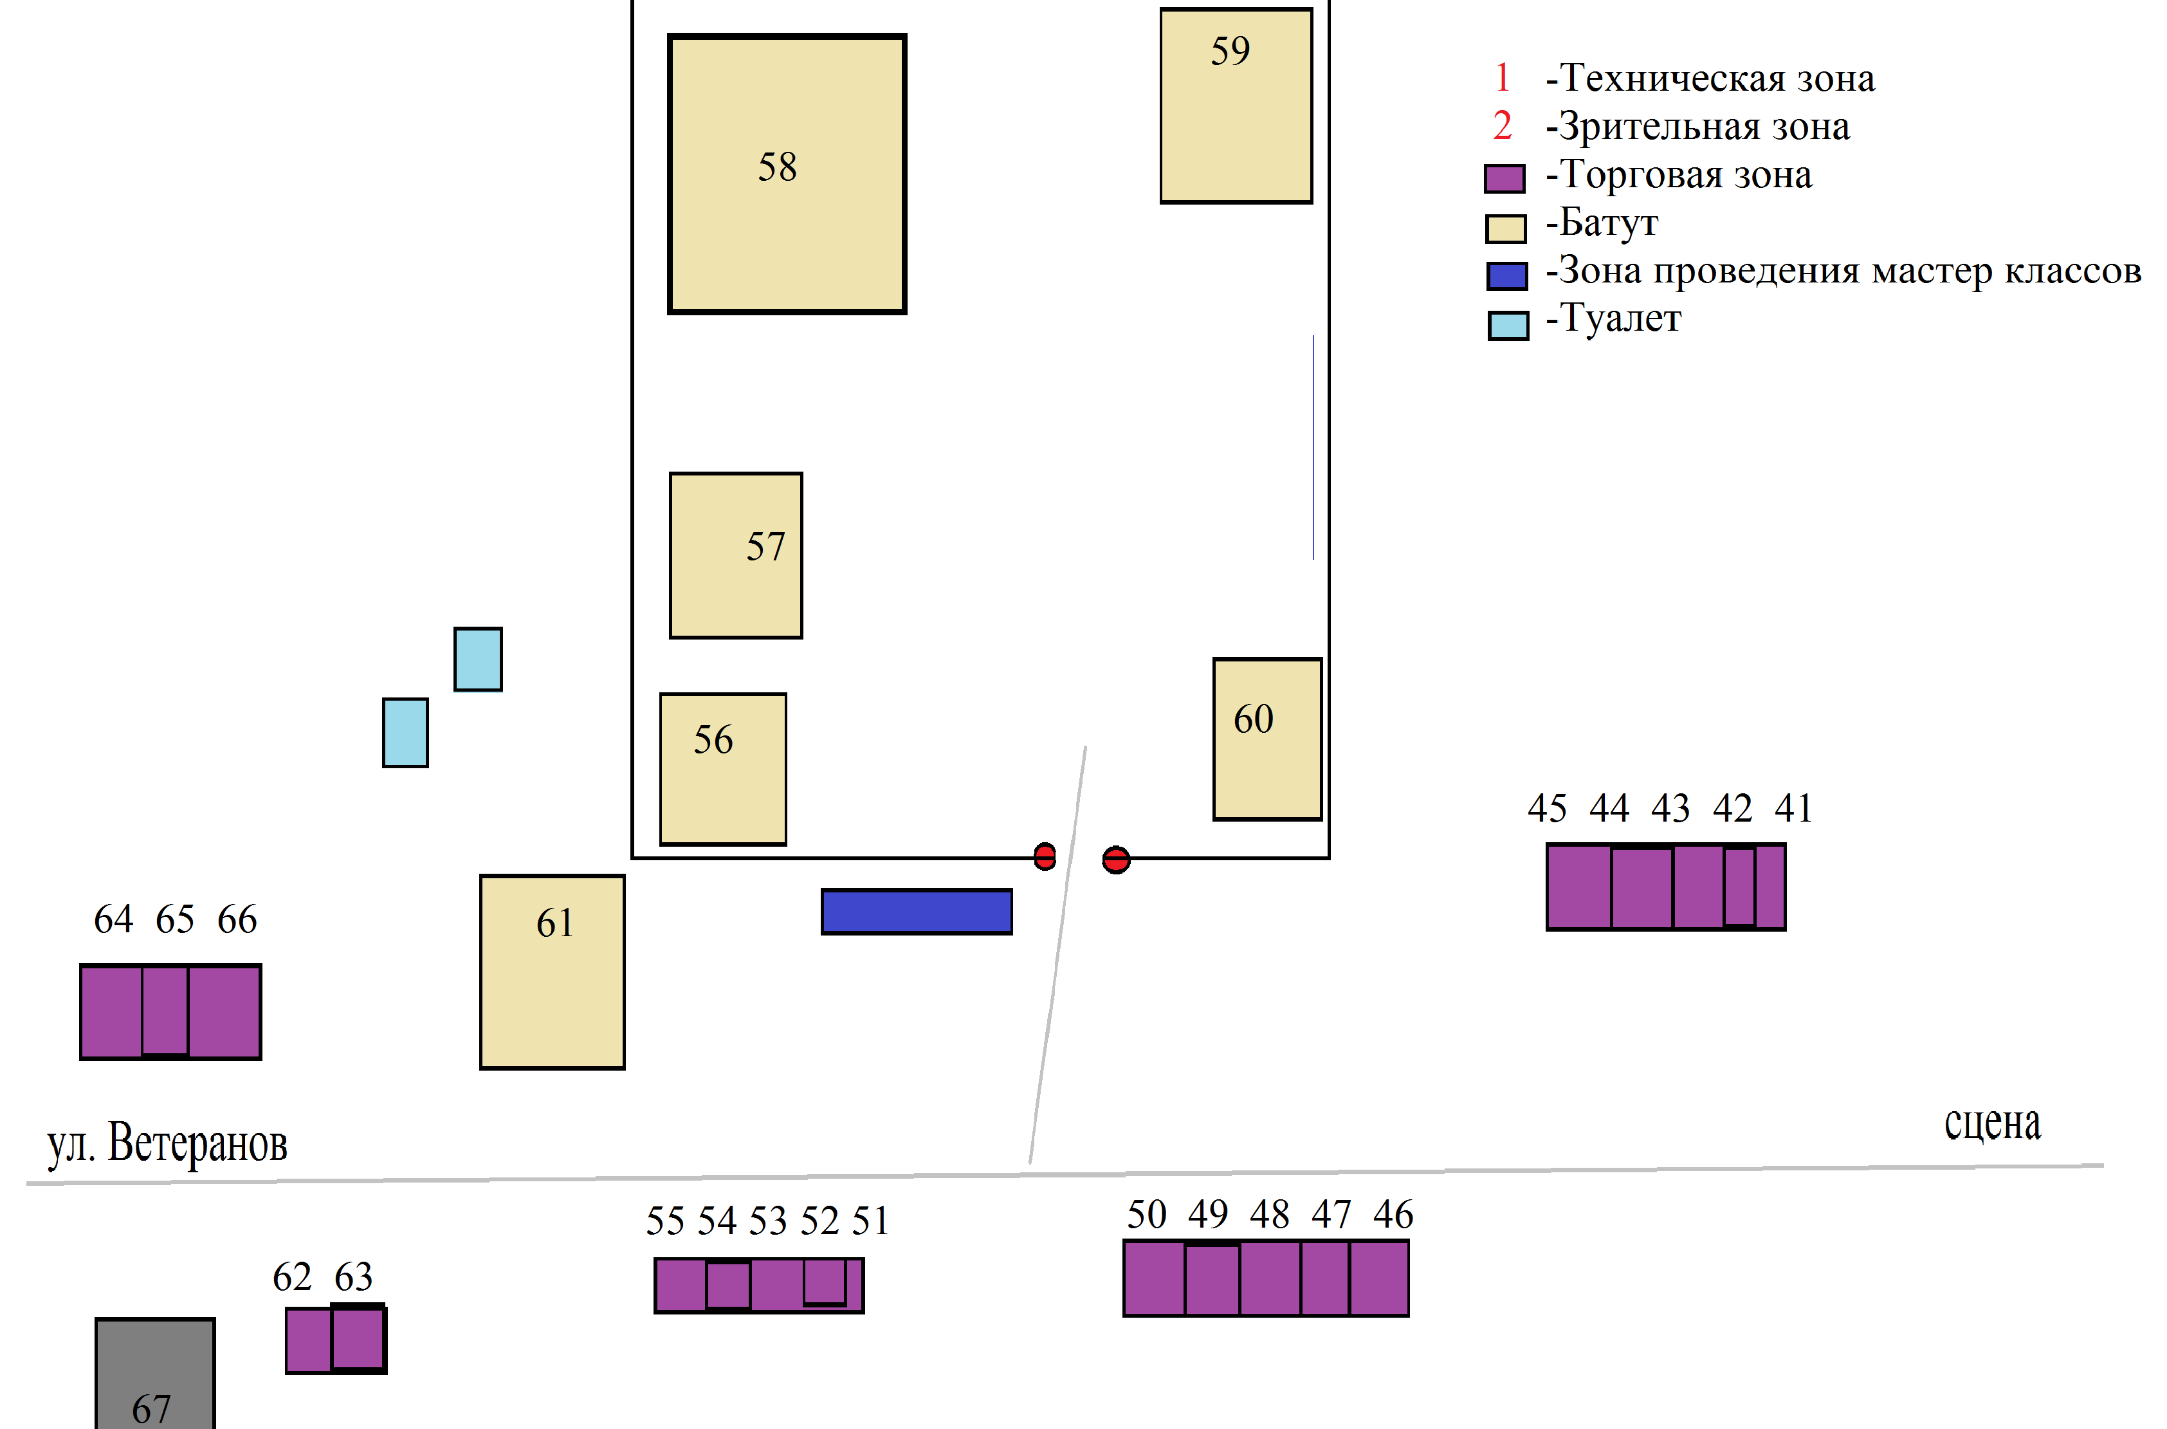 59
58
1 -Техническая зона
2 -Зрительная зона
-Торговая зона
-Батут
-Зона проведения мастер классов
-Туалет
57
56
60
45 44 43 42 41
64 65 66
61
ул. Ветеранов
сцена
55 54 53 52 51
50 49 48 47 46
62 63
67